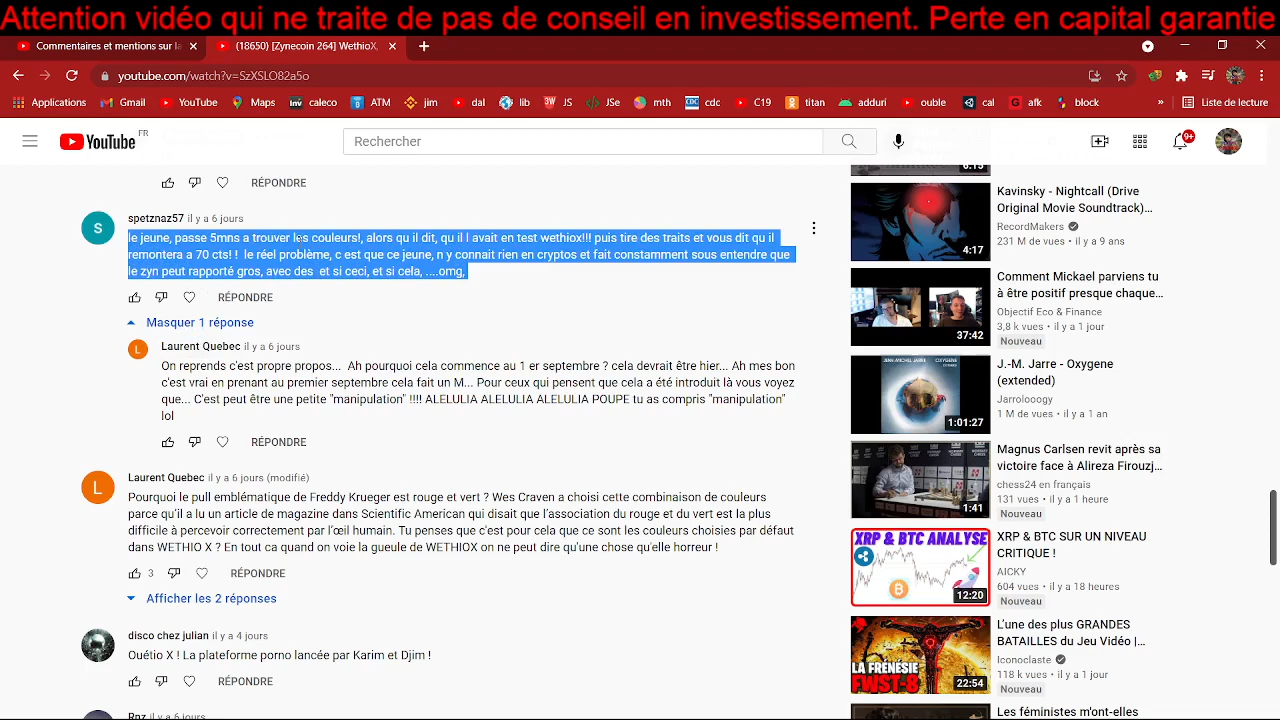 Attention vidéo qui ne traite de pas de conseil en investissement. Perte en capital garantie
Commentaires et mentions sur la
(18650) [Zynecoin 264] WethioX,
youtube.com/watch?v=SzXSLO82a5o
Applications
Gmail
YouTube
Maps
inv caleco
ATM
jim
dal
lib
3W JS
JSe
mth
CDC cdc
C19
titan
adduri
ouble
cal
G afk
block
»
Liste de lecture
YouTube FR
Rechercher
9+
RÉPONDRE
S
spetznaz57 il y a 6 jours
le jeune, passe 5mns a trouver les couleurs!, alors qu il dit, qu il l avait en test wethiox!!! puis tire des traits et vous dit qu il
remontera a 70 cts! ! le réel problème, c est que ce jeune, n y connait rien en cryptos et fait constamment sous entendre que
le zyn peut rapporté gros, avec des et si ceci, et si cela, ....omg,
RÉPONDRE
Masquer 1 réponse
L
Laurent Quebec il y a 6 jours
On reprend ton propre propos... Ah pourquoi cela commence au 1 er septembre ? cela devrait être hier... Ah mes bon
c'est vrai en prenant au premier septembre cela fait un M... Pour ceux qui pensent que cela a été introduit là vous voyez
que... C'est peut être une petite "manipulation" !!!! ALELULIA ALELULIA ALELULIA POUPE tu as compris "manipulation"
lol
RÉPONDRE
L
Laurent Quebec il y a 6 jours (modifié)
Pourquoi le pull emblématique de Freddy Krueger est rouge et vert ? Wes Craven a choisi cette combinaison de couleurs
parce qu'il a lu un article de magazine dans Scientific American qui disait que l'association du rouge et du vert est la plus
difficile à percevoir correctement par l'œil humain. Tu penses que c'est pour cela que ce sont les couleurs choisies par défaut
dans WETHIO X ? En tout ca quand on voie la gueule de WETHIOX on ne peut dire qu'une chose qu'elle horreur !
3
RÉPONDRE
Afficher les 2 réponses
disco chez julian il y a 4 jours
Ouétio X ! La plateforme porno lancée par Karim et Djim !
RÉPONDRE
Rnz il y a 6 jours
6:15
4:17
Kavinsky - Nightcall (Drive
Original Movie Soundtrack)...
RecordMakers
231 M de vues • il y a 9 ans
37:42
Comment Mickael parviens tu
à être positif presque chaque...
Objectif Eco & Finance
3,8 k vues • il y a 1 jour
Nouveau
JEAN-MICHEL JARRE
OXYGENE
EXTENDED
1:01:27
J.-M. Jarre - Oxygene
(extended)
Jarrolooogy
1 M de vues • il y a 1 an
1:41
Magnus Carlsen revit après sa
victoire face à Alireza Firouzj...
chess24 en français
131 vues • il y a 1 heure
Nouveau
XRP & BTC ANALYSE
12:20
XRP & BTC SUR UN NIVEAU
CRITIQUE !
AICKY
604 vues • il y a 18 heures
Nouveau
LA FRÉNÉSIE
FWST-8
22:54
L'une des plus GRANDES
BATAILLES du Jeu Vidéo |...
Iconoclaste
118 k vues • il y a 1 jour
Nouveau
Les féministes m'ont-elles